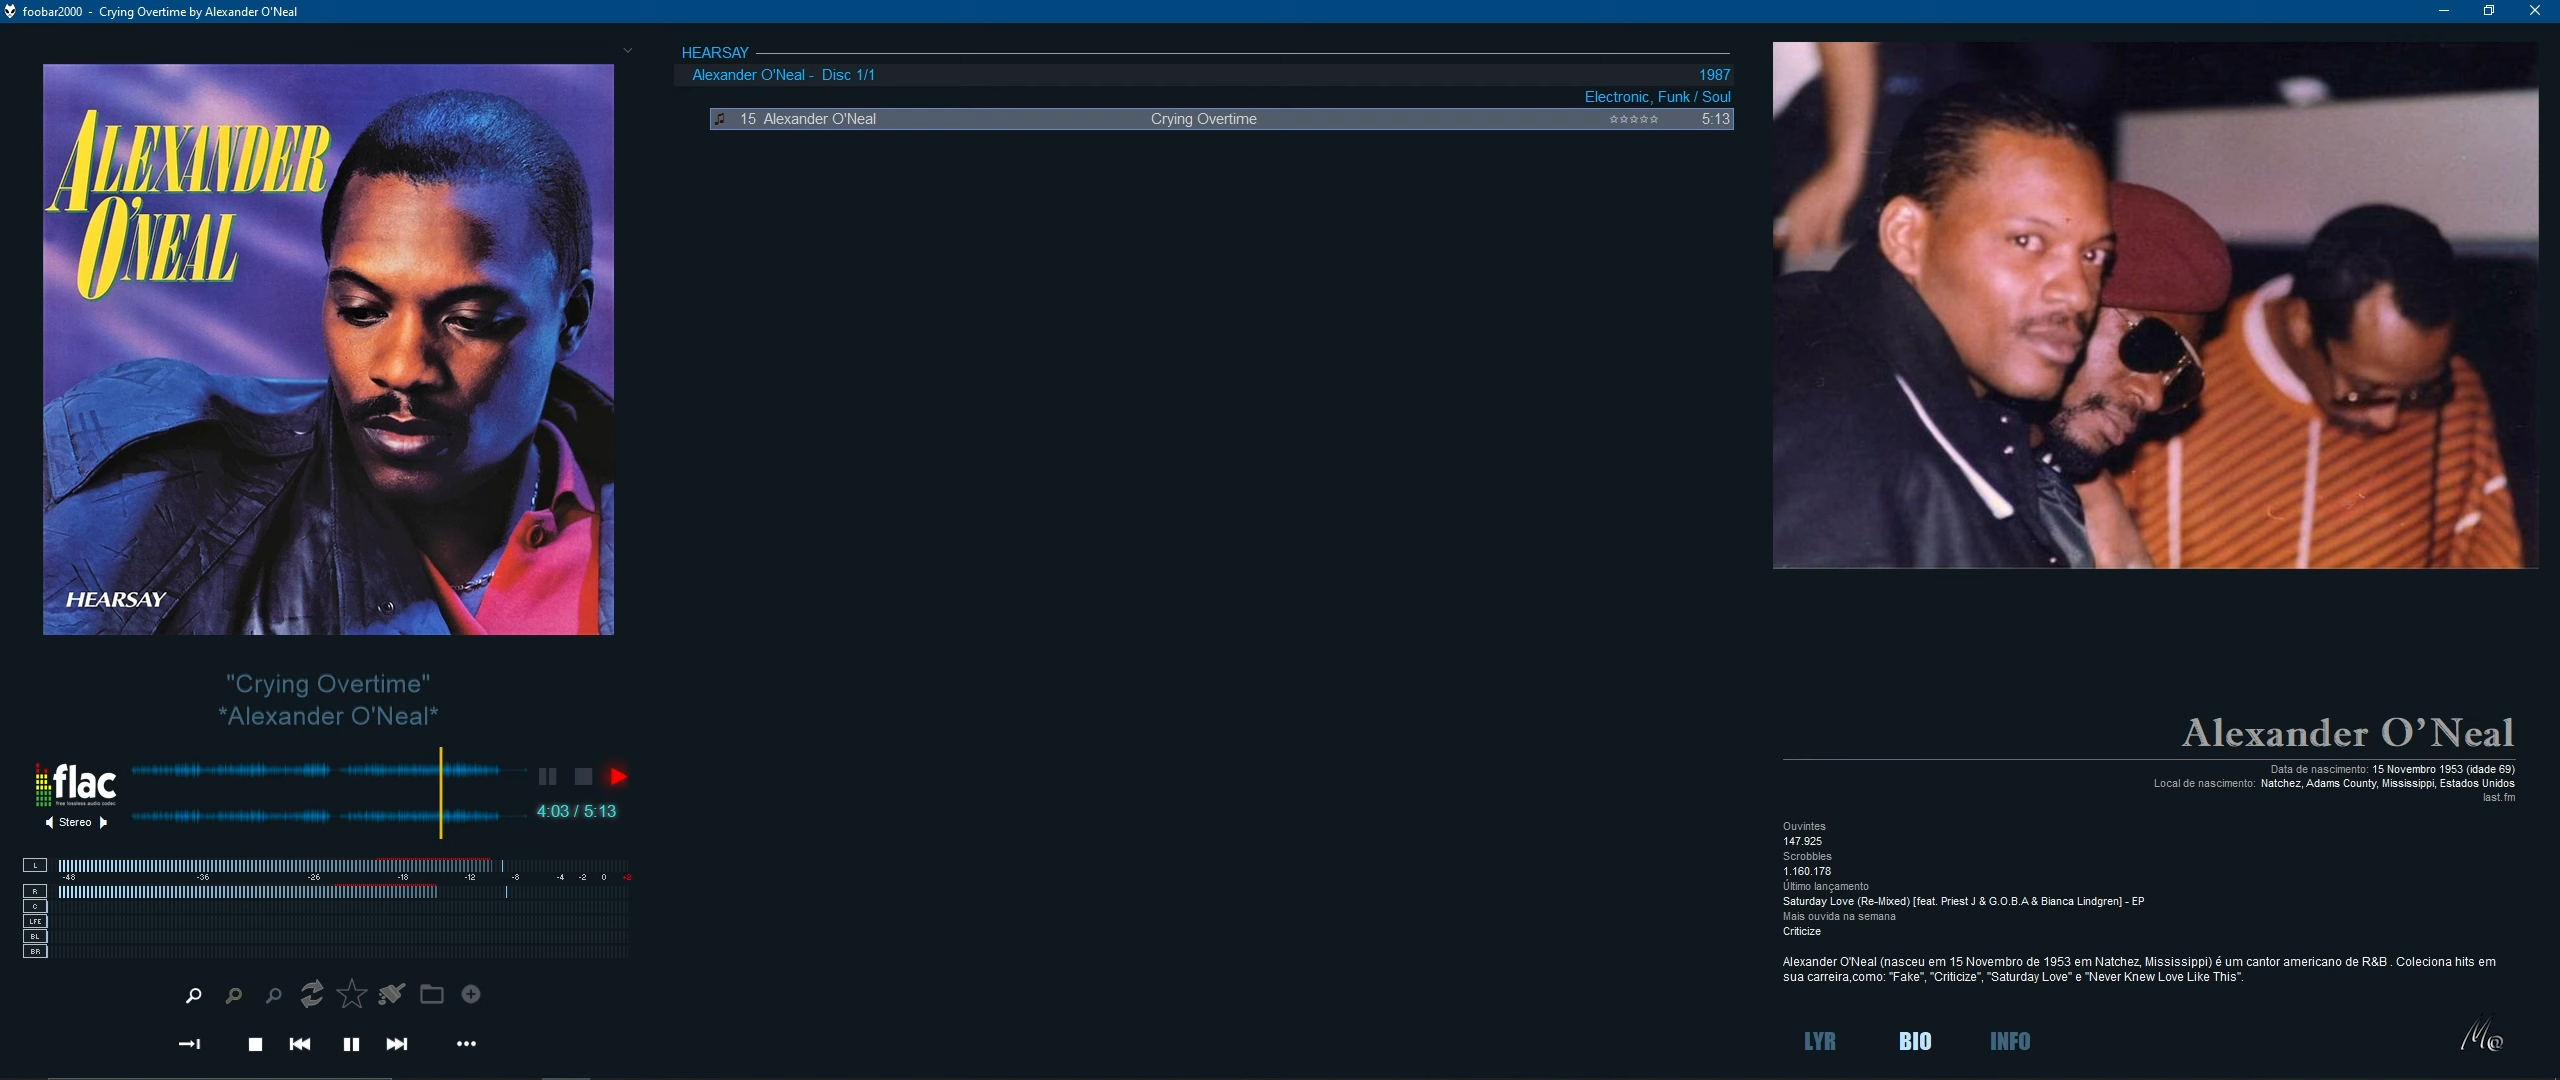 foobar2000 - Crying Overtime by Alexander O'Neal
ALEXANDER
O'NEAL
HEARSAY
"Crying Overtime"
*Alexander O'Neal*
flac
free lossless audio codec
Stereo
4:03 / 5:13
L
-48 -36 -26 -18 -12 -8 -4 -2 0 +2
R
C
LFE
BL
BR
HEARSAY
Alexander O'Neal - Disc 1/1 1987
Electronic, Funk / Soul
15 Alexander O'Neal Crying Overtime ☆☆☆☆☆ 5:13
Alexander O’Neal
Data de nascimento: 15 Novembro 1953 (idade 69)
Local de nascimento: Natchez, Adams County, Mississippi, Estados Unidos
last.fm
Ouvintes
147.925
Scrobbles
1.160.178
Último lançamento
Saturday Love (Re-Mixed) [feat. Priest J & G.O.B.A & Bianca Lindgren] - EP
Mais ouvida na semana
Criticize
Alexander O'Neal (nasceu em 15 Novembro de 1953 em Natchez, Mississippi) é um cantor americano de R&B . Coleciona hits em
sua carreira,como: "Fake", "Criticize", "Saturday Love" e "Never Knew Love Like This".
LYR BIO INFO
M@